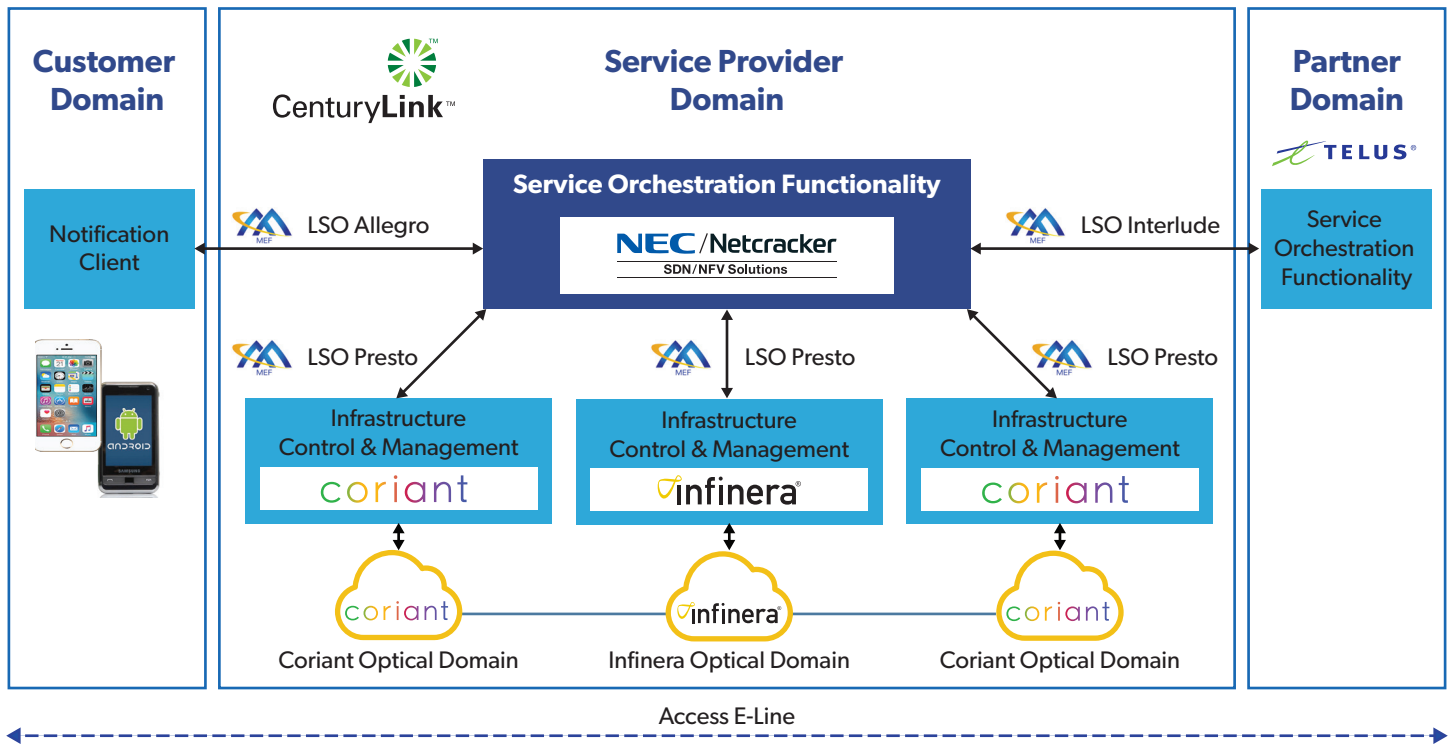 Customer
Domain
CenturyLink™
Service Provider
Domain
Partner
Domain
TELUS®
Notification
Client
MEF
LSO Allegro
Service Orchestration Functionality
NEC/Netcracker
SDN/NFV Solutions
MEF
LSO Interlude
Service
Orchestration
Functionality
MEF
LSO Presto
MEF
LSO Presto
MEF
LSO Presto
ANDROID
SAMSUNG
Infrastructure
Control & Management
coriant
Infrastructure
Control & Management
infinera®
Infrastructure
Control & Management
coriant
coriant
infinera®
coriant
Coriant Optical Domain
Infinera Optical Domain
Coriant Optical Domain
Access E-Line